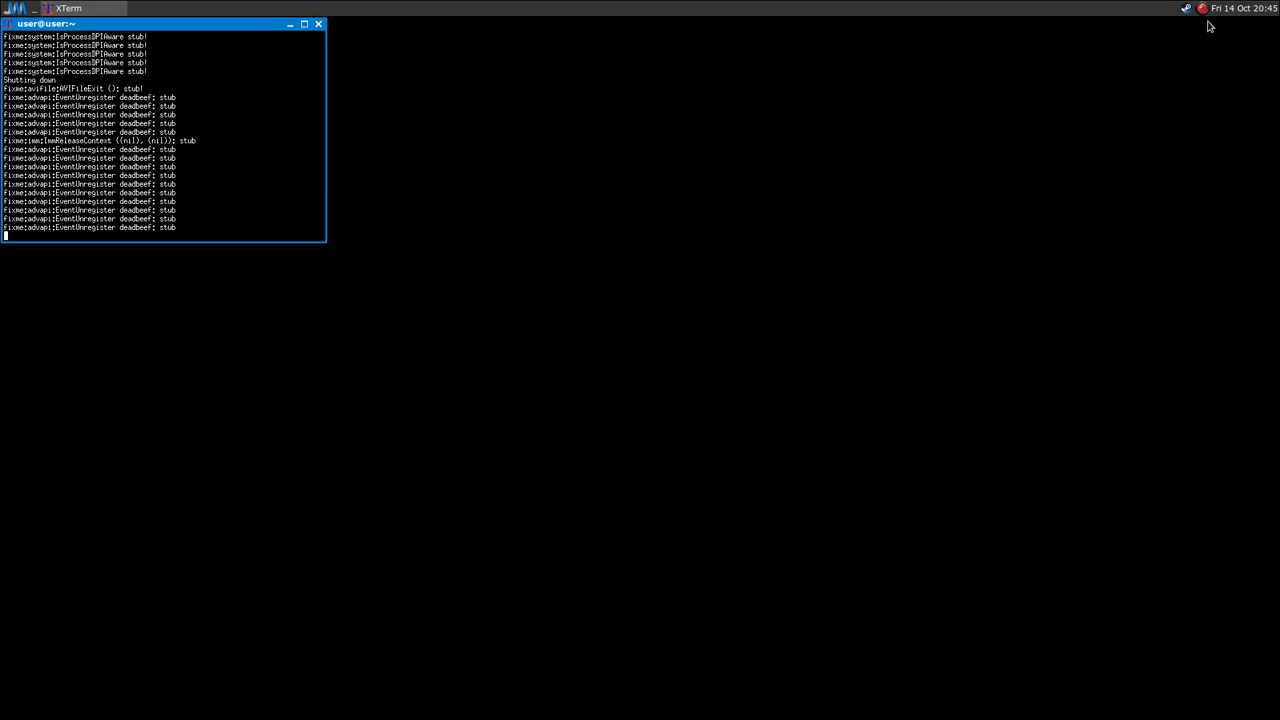 XTerm
Fri 14 Oct 20:45
user@user:~
fixme:system:IsProcessDPIAware stub!
fixme:system:IsProcessDPIAware stub!
fixme:system:IsProcessDPIAware stub!
fixme:system:IsProcessDPIAware stub!
fixme:system:IsProcessDPIAware stub!
Shutting down
fixme:avifile:AVIFileExit (): stub!
fixme:advapi:EventUnregister deadbeef: stub
fixme:advapi:EventUnregister deadbeef: stub
fixme:advapi:EventUnregister deadbeef: stub
fixme:advapi:EventUnregister deadbeef: stub
fixme:advapi:EventUnregister deadbeef: stub
fixme:imm:ImmReleaseContext ((nil), (nil)): stub
fixme:advapi:EventUnregister deadbeef: stub
fixme:advapi:EventUnregister deadbeef: stub
fixme:advapi:EventUnregister deadbeef: stub
fixme:advapi:EventUnregister deadbeef: stub
fixme:advapi:EventUnregister deadbeef: stub
fixme:advapi:EventUnregister deadbeef: stub
fixme:advapi:EventUnregister deadbeef: stub
fixme:advapi:EventUnregister deadbeef: stub
fixme:advapi:EventUnregister deadbeef: stub
fixme:advapi:EventUnregister deadbeef: stub